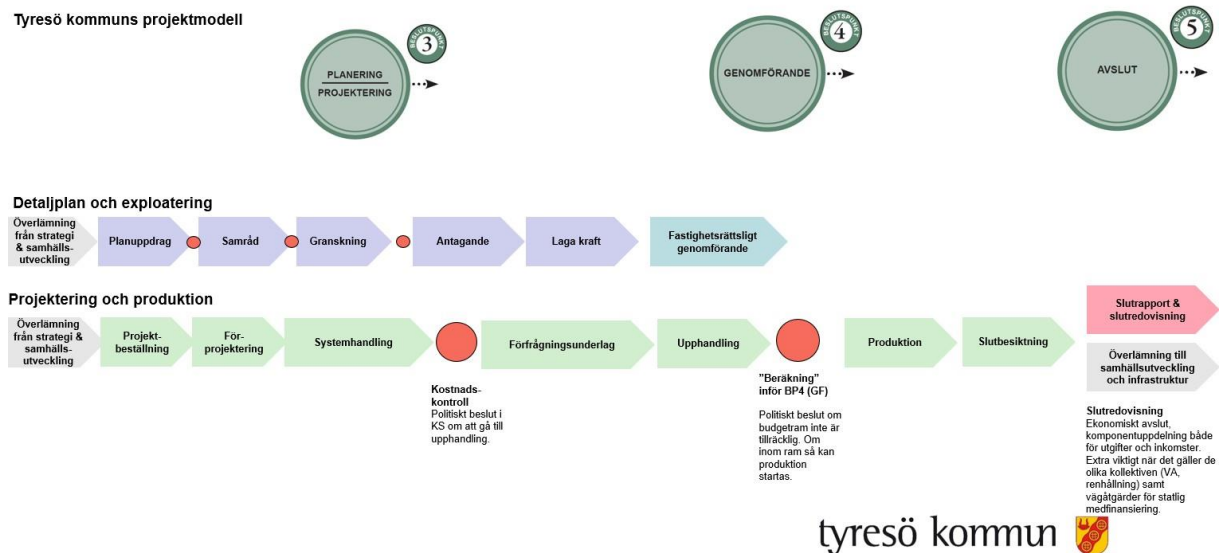 Tyresö kommuns projektmodell
PLANERING
PROJEKTERING
BESLUTSPUNKT
3
GENOMFÖRANDE
BESLUTSPUNKT
4
AVSLUT
BESLUTSPUNKT
5
Detaljplan och exploatering
Överlämning
från strategi
& samhälls-
utveckling
Planuppdrag
Samråd
Granskning
Antagande
Laga kraft
Fastighetsrättsligt
genomförande
Projektering och produktion
Överlämning
från strategi &
samhälls-
utveckling
Projekt-
beställning
För-
projektering
Systemhandling
Förfrågningsunderlag
Upphandling
Produktion
Slutbesiktning
Slutrapport &
slutredovisning
Överlämning till
samhällsutveckling
och infrastruktur
Kostnads-
kontroll
Politiskt beslut i
KS om att gå till
upphandling.
”Beräkning”
inför BP4 (GF)
Politiskt beslut om
budgetram inte är
tillräcklig. Om
inom ram så kan
produktion
startas.
Slutredovisning
Ekonomiskt avslut,
komponentuppdelning både
för utgifter och inkomster.
Extra viktigt när det gäller de
olika kollektiven (VA,
renhållning) samt
vägåtgärder för statlig
medfinansiering.
tyresö kommun